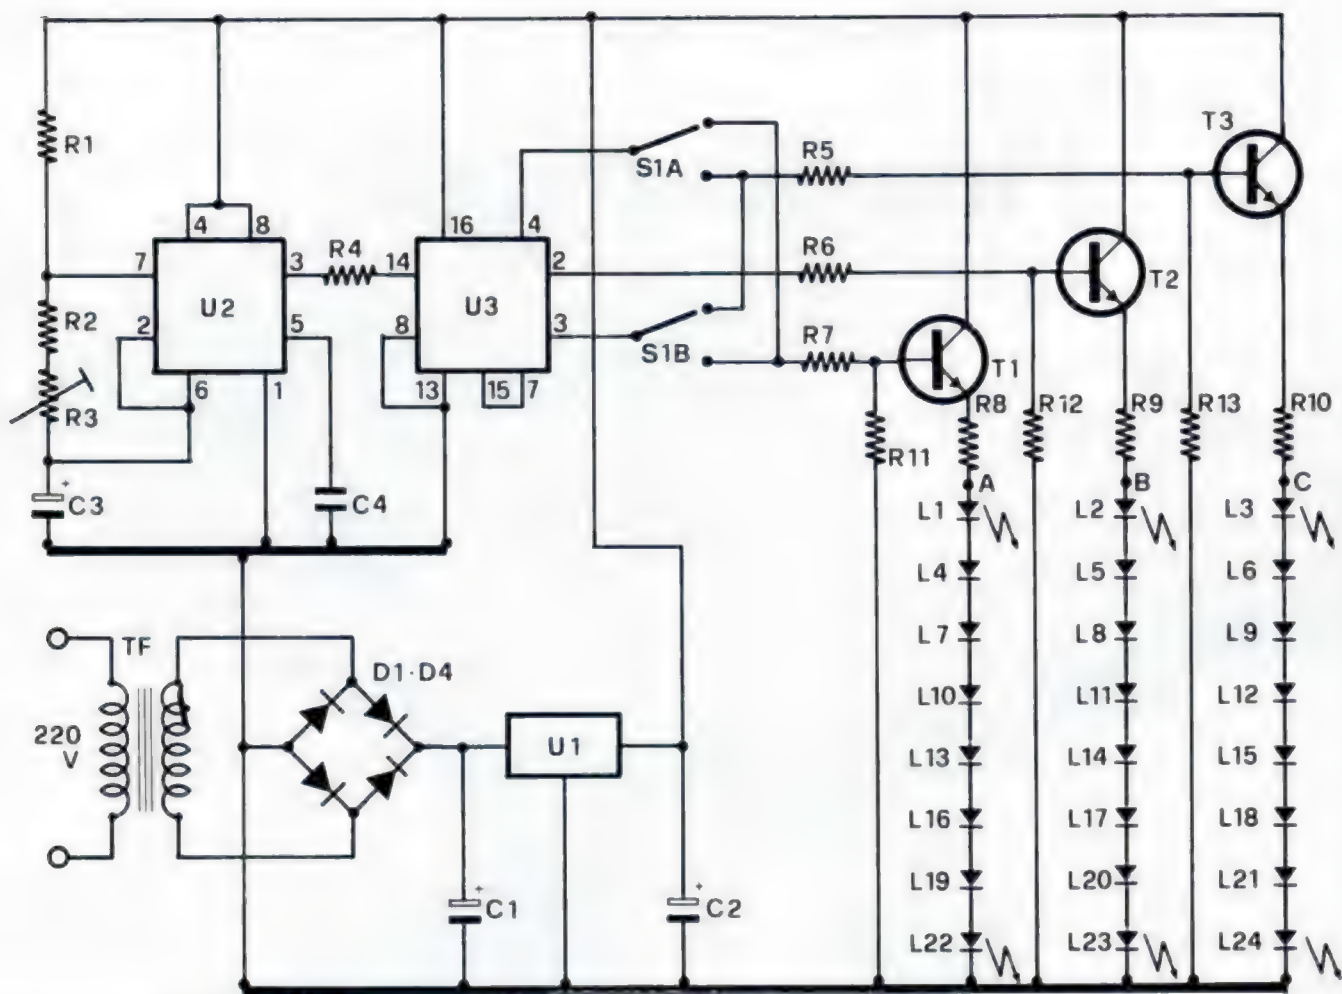 R1
4
8
7
3
R4
14
16
4
2
U2
U3
2
5
8
3
R2
6
1
13
15
7
R3
+
C3
C4
S1A
S1B
R5
R6
R7
T3
T2
T1
R8
R12
R9
R13
R10
R11
A
B
C
L1
L2
L3
L4
L5
L6
L7
L8
L9
L10
L11
L12
L13
L14
L15
L16
L17
L18
L19
L20
L21
L22
L23
L24
TF
D1·D4
220
V
U1
+
C1
+
C2